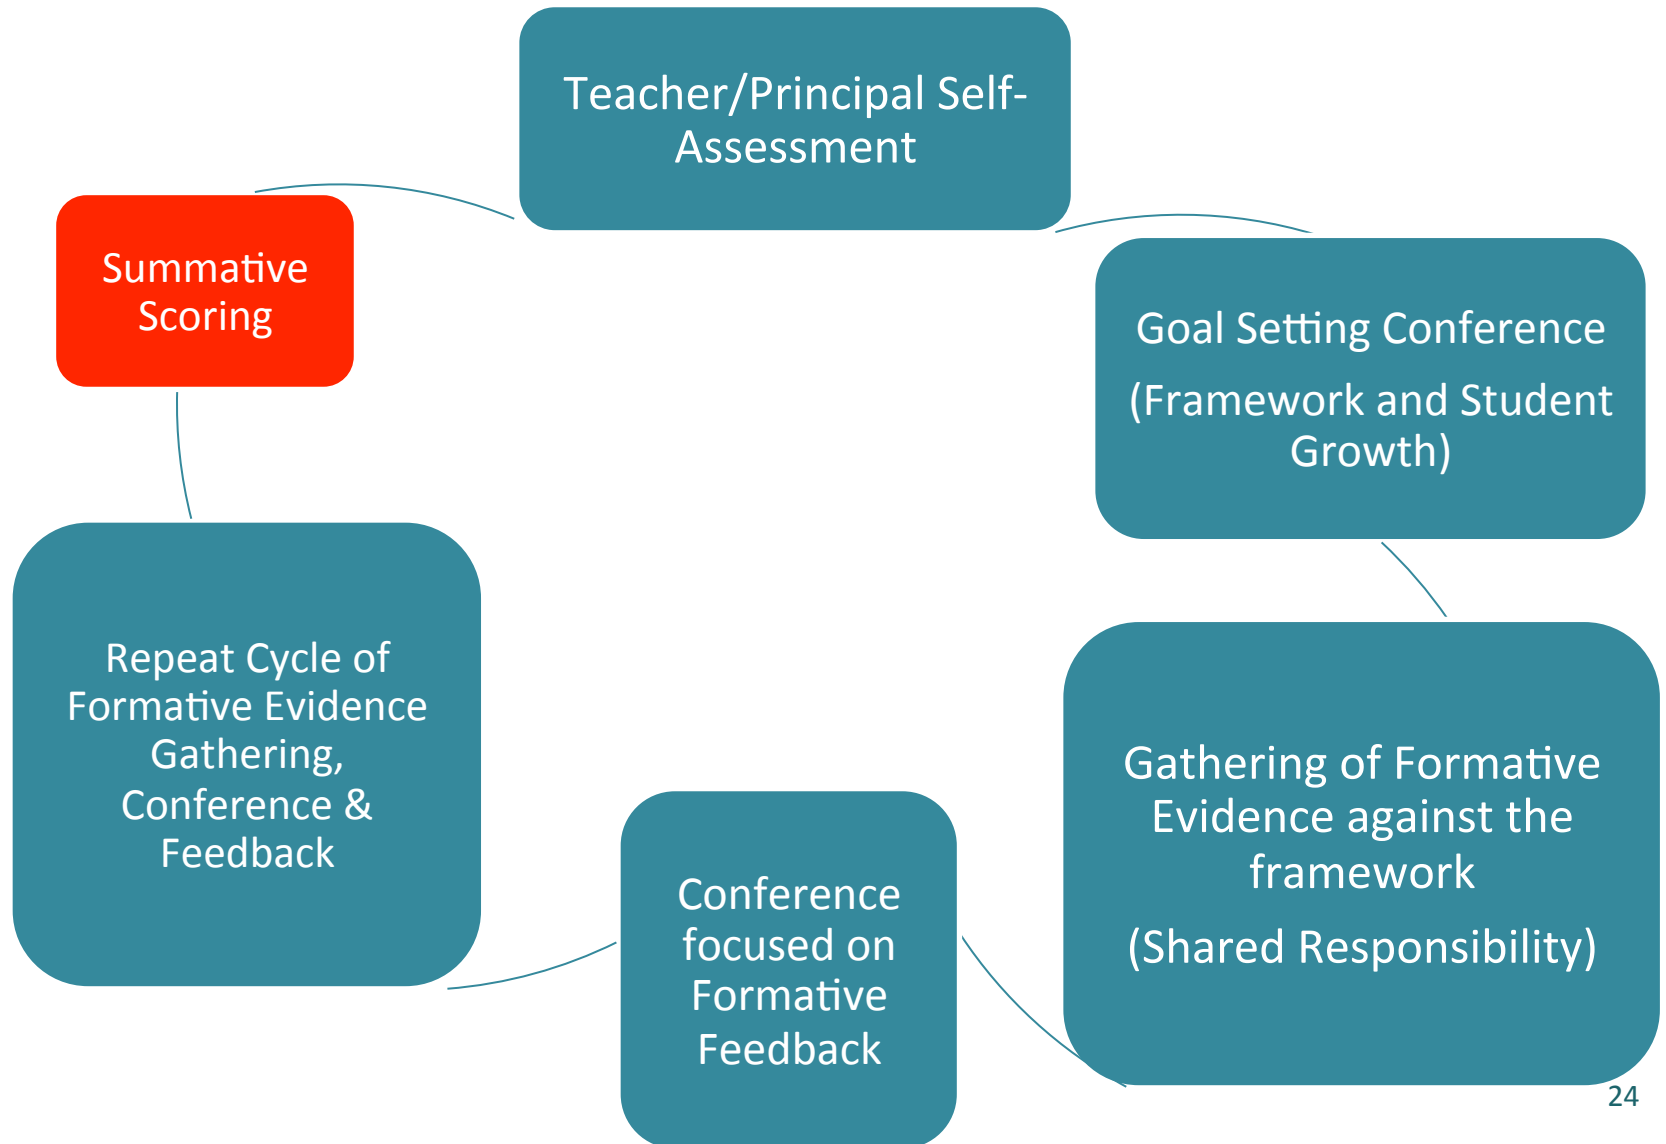 Teacher/Principal Self-
Assessment
Goal Setting Conference
(Framework and Student
Growth)
Gathering of Formative
Evidence against the
framework
(Shared Responsibility)
Conference
focused on
Formative
Feedback
Repeat Cycle of
Formative Evidence
Gathering,
Conference &
Feedback
Summative
Scoring
24